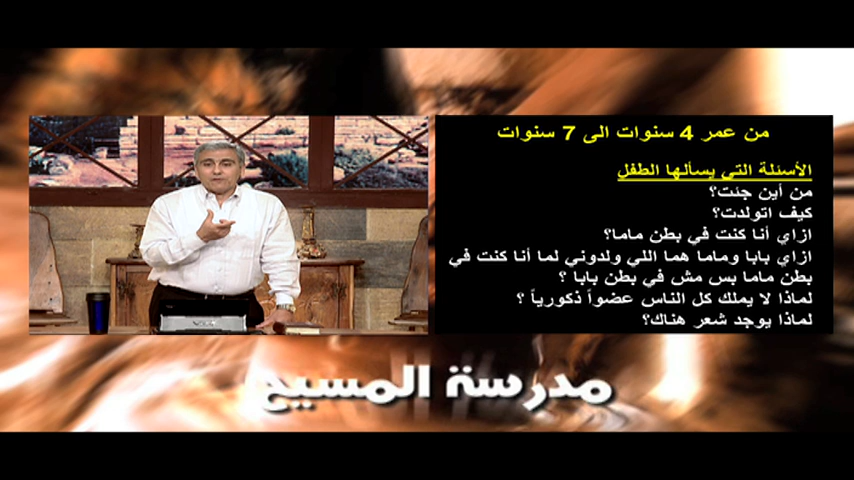 من عمر 4 سنوات الى 7 سنوات
الأسئلة التي يسألها الطفل
من أين جئت؟
كيف اتولدت؟
ازاي أنا كنت في بطن ماما؟
ازاي بابا وماما هما اللي ولدوني لما أنا كنت في
بطن ماما بس مش في بطن بابا ؟
لماذا لا يملك كل الناس عضواً ذكورياً ؟
لماذا يوجد شعر هناك؟
مدرسة المسيح